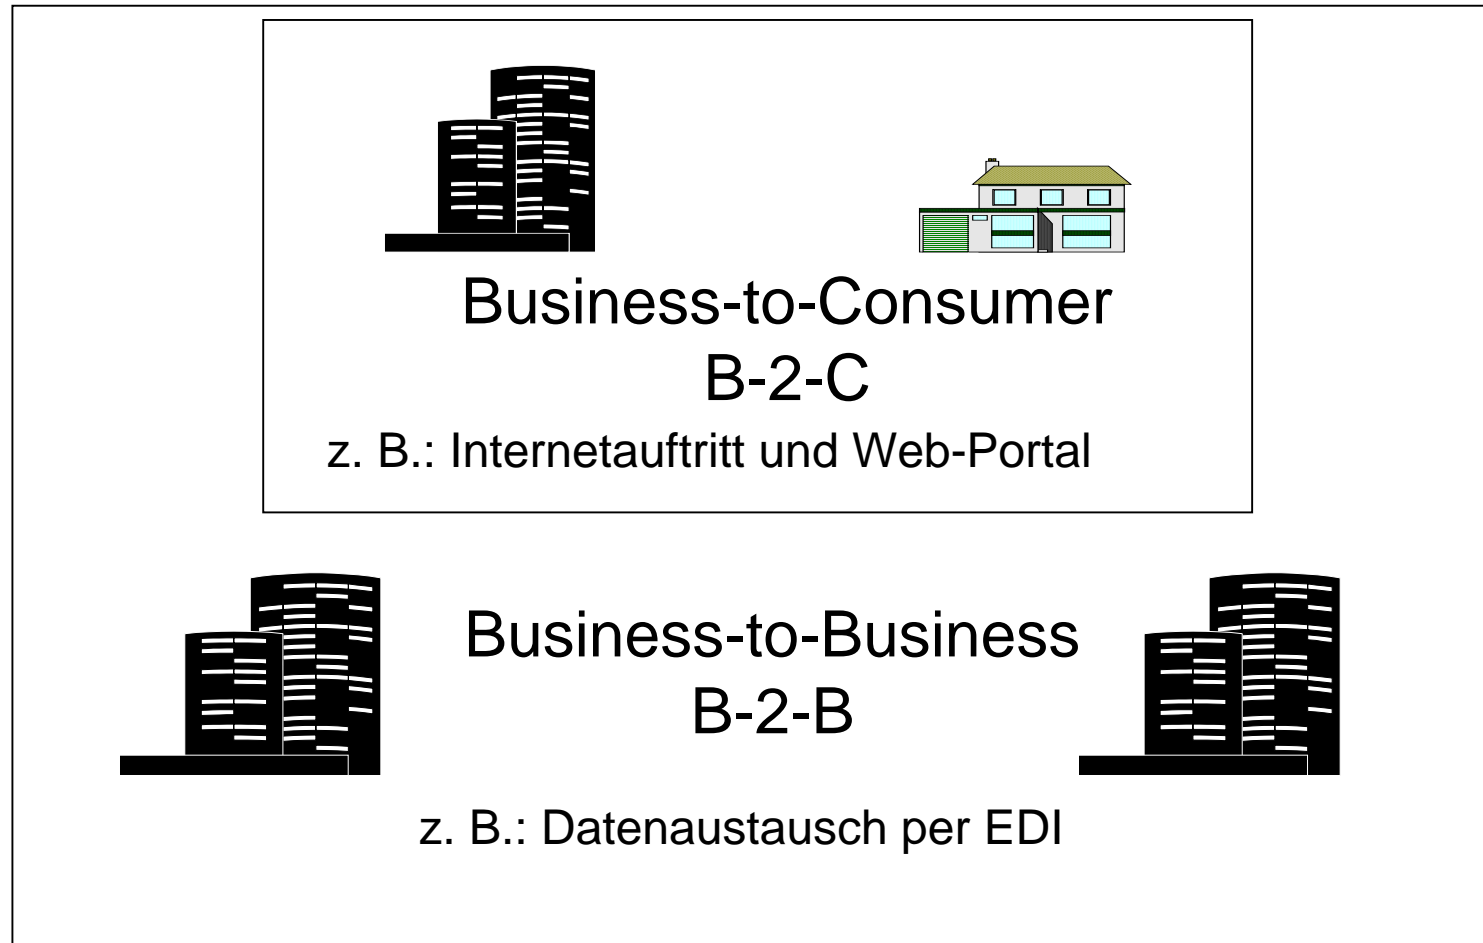 Business-to-Consumer
B-2-C
z. B.: Internetauftritt und Web-Portal
Business-to-Business
B-2-B
z. B.: Datenaustausch per EDI